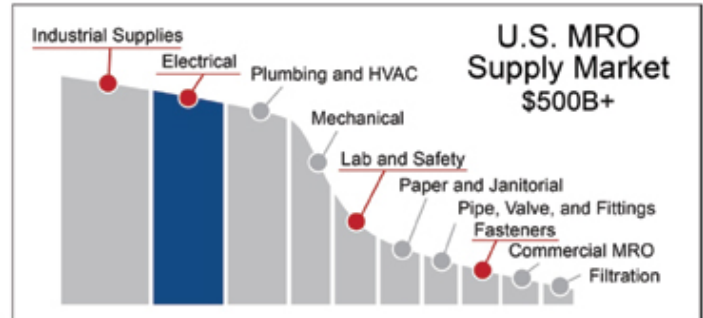 Industrial Supplies
Electrical
Plumbing and HVAC
Mechanical
Lab and Safety
Paper and Janitorial
Pipe, Valve, and Fittings
Fasteners
Commercial MRO
Filtration
U.S. MRO
Supply Market
$500B+